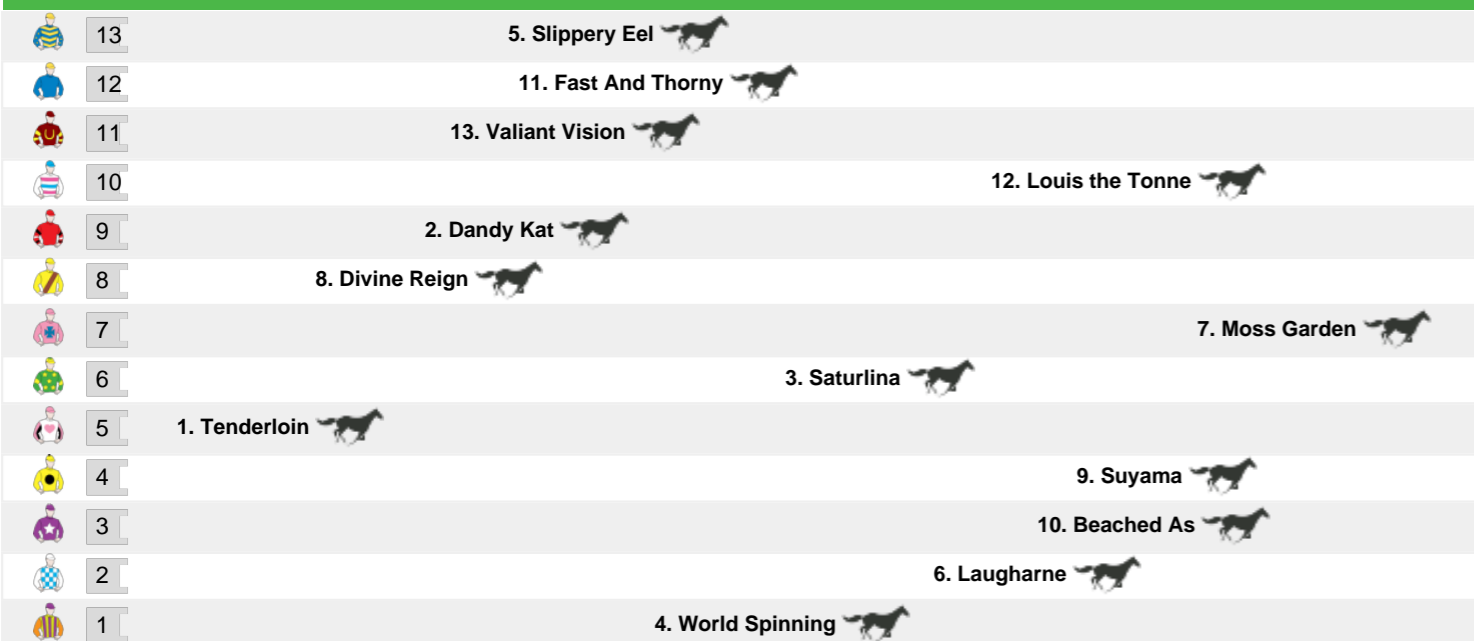 13 5. Slippery Eel
12 11. Fast And Thorny
11 13. Valiant Vision
10 12. Louis the Tonne
9 2. Dandy Kat
8 8. Divine Reign
7 7. Moss Garden
6 3. Saturlina
5 1. Tenderloin
4 9. Suyama
3 10. Beached As
2 6. Laugharne
1 4. World Spinning